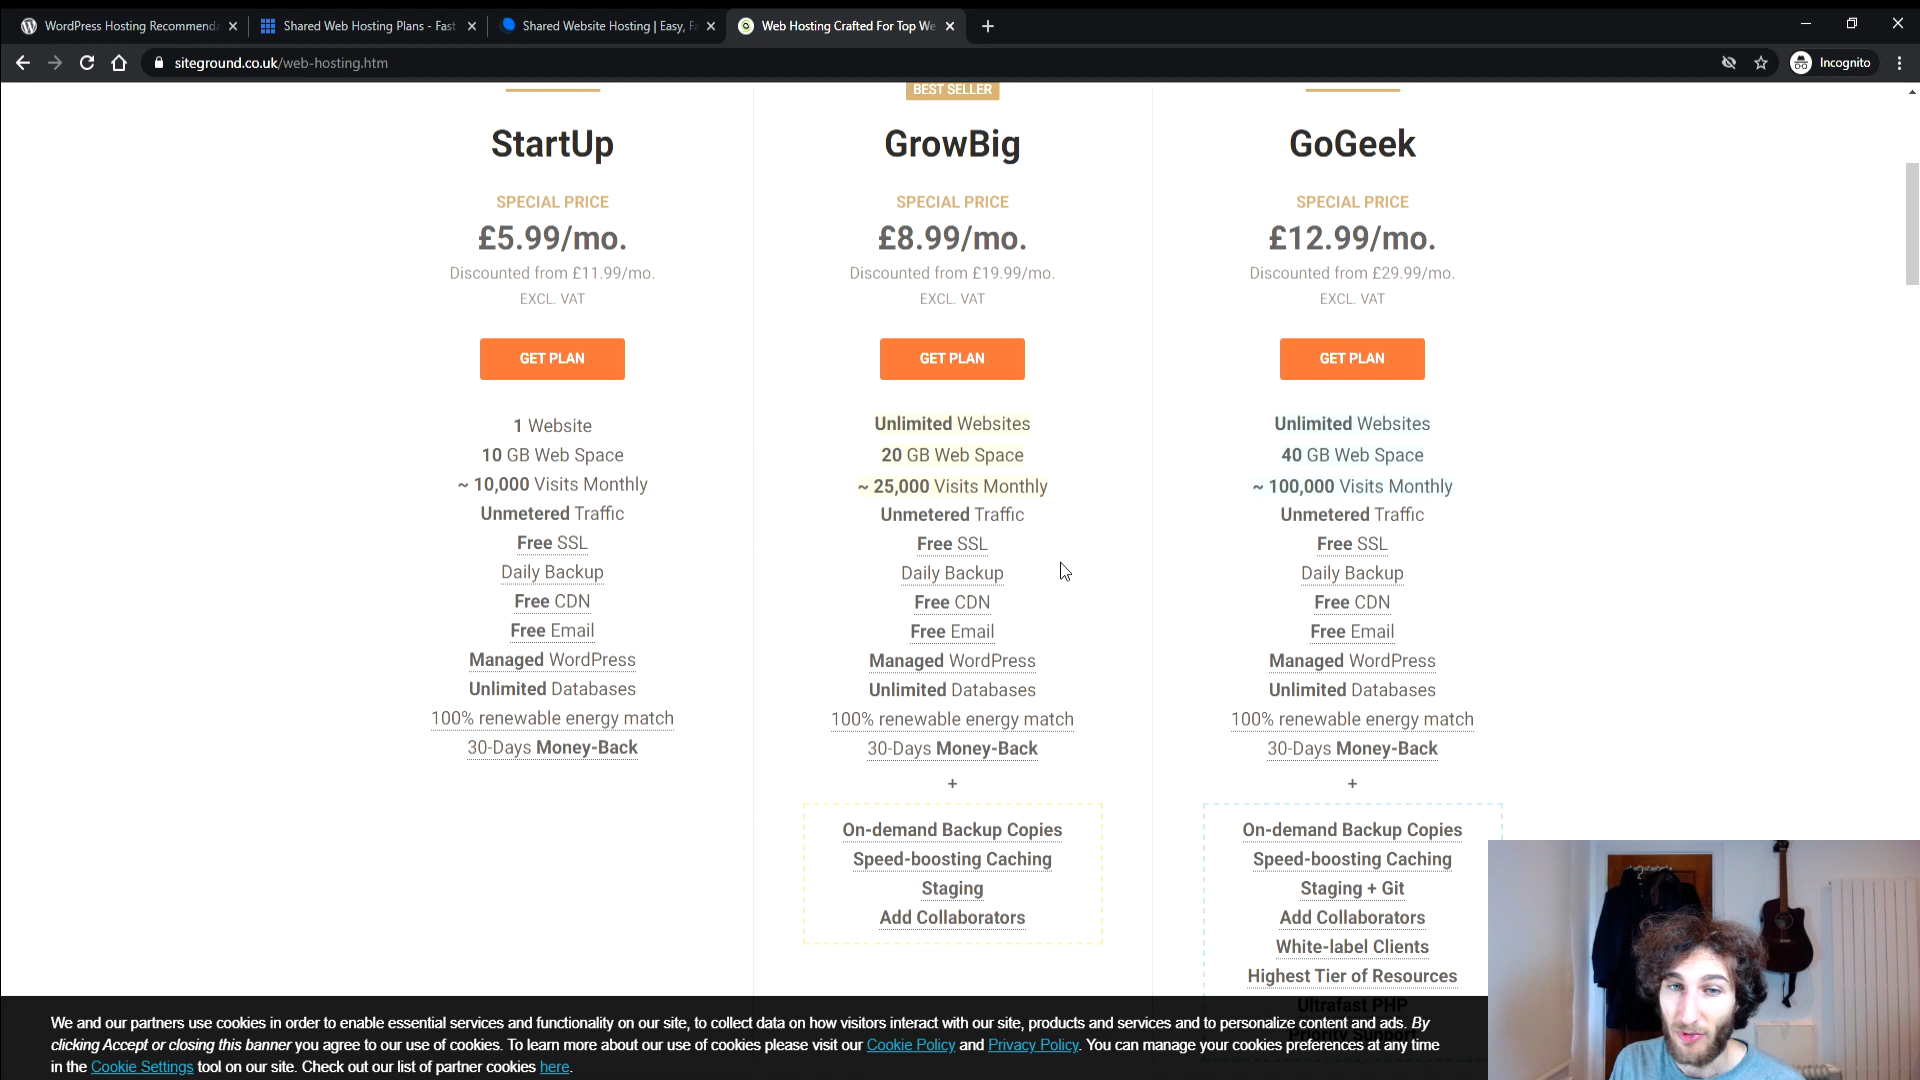 WordPress Hosting Recommenda
Shared Web Hosting Plans - Fast
Shared Website Hosting | Easy, Fa
Web Hosting Crafted For Top We
siteground.co.uk/web-hosting.htm
Incognito
BEST SELLER
StartUp
SPECIAL PRICE
£5.99/mo.
Discounted from £11.99/mo.
EXCL. VAT
GET PLAN
1 Website
10 GB Web Space
~ 10,000 Visits Monthly
Unmetered Traffic
Free SSL
Daily Backup
Free CDN
Free Email
Managed WordPress
Unlimited Databases
100% renewable energy match
30-Days Money-Back
GrowBig
SPECIAL PRICE
£8.99/mo.
Discounted from £19.99/mo.
EXCL. VAT
GET PLAN
Unlimited Websites
20 GB Web Space
~ 25,000 Visits Monthly
Unmetered Traffic
Free SSL
Daily Backup
Free CDN
Free Email
Managed WordPress
Unlimited Databases
100% renewable energy match
30-Days Money-Back
+
On-demand Backup Copies
Speed-boosting Caching
Staging
Add Collaborators
GoGeek
SPECIAL PRICE
£12.99/mo.
Discounted from £29.99/mo.
EXCL. VAT
GET PLAN
Unlimited Websites
40 GB Web Space
~ 100,000 Visits Monthly
Unmetered Traffic
Free SSL
Daily Backup
Free CDN
Free Email
Managed WordPress
Unlimited Databases
100% renewable energy match
30-Days Money-Back
+
On-demand Backup Copies
Speed-boosting Caching
Staging + Git
Add Collaborators
White-label Clients
Highest Tier of Resources
Ultrafast PHP
Priority Support
We and our partners use cookies in order to enable essential services and functionality on our site, to collect data on how visitors interact with our site, products and services and to personalize content and ads. By
clicking Accept or closing this banner you agree to our use of cookies. To learn more about our use of cookies please visit our Cookie Policy and Privacy Policy. You can manage your cookies preferences at any time
in the Cookie Settings tool on our site. Check out our list of partner cookies here.